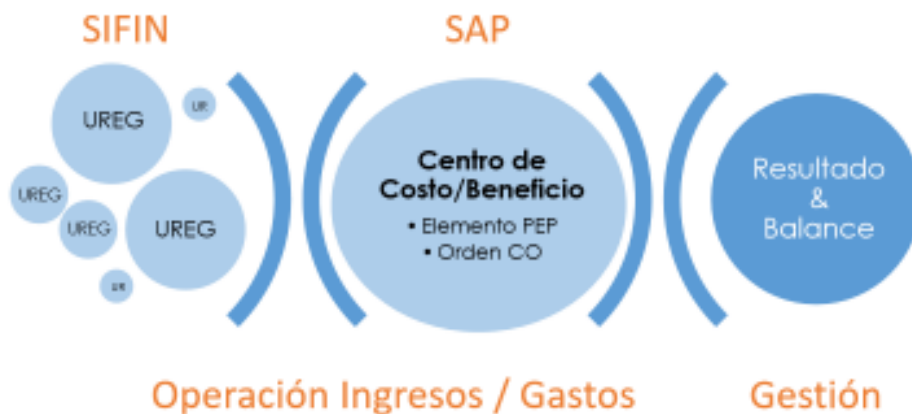 SIFIN
SAP
UREG
UR
UREG
UREG
UREG
UR
Centro de
Costo/Beneficio
▪ Elemento PEP
▪ Orden CO
Resultado
&
Balance
Operación Ingresos / Gastos
Gestión